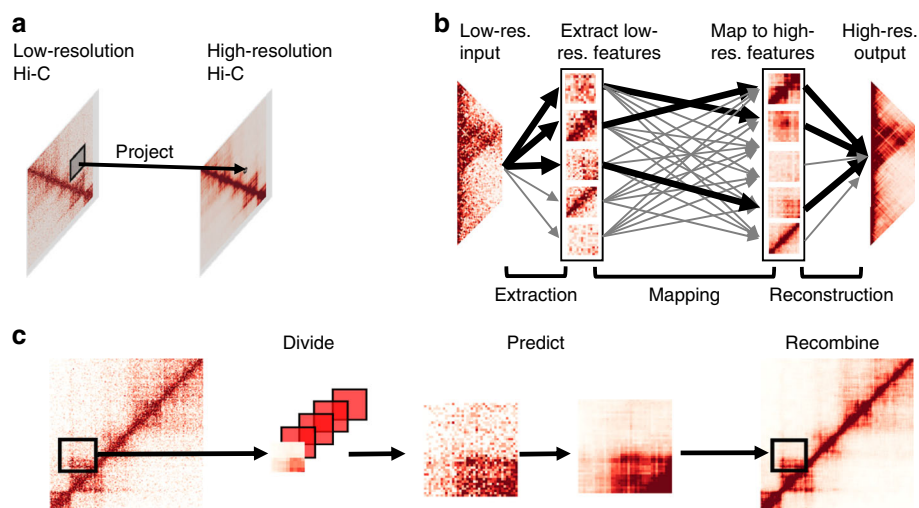 a
Low-resolution
Hi-C
High-resolution
Hi-C
Project
b
Low-res.
input
Extract low-
res. features
Map to high-
res. features
High-res.
output
Extraction
Mapping
Reconstruction
c
Divide
Predict
Recombine